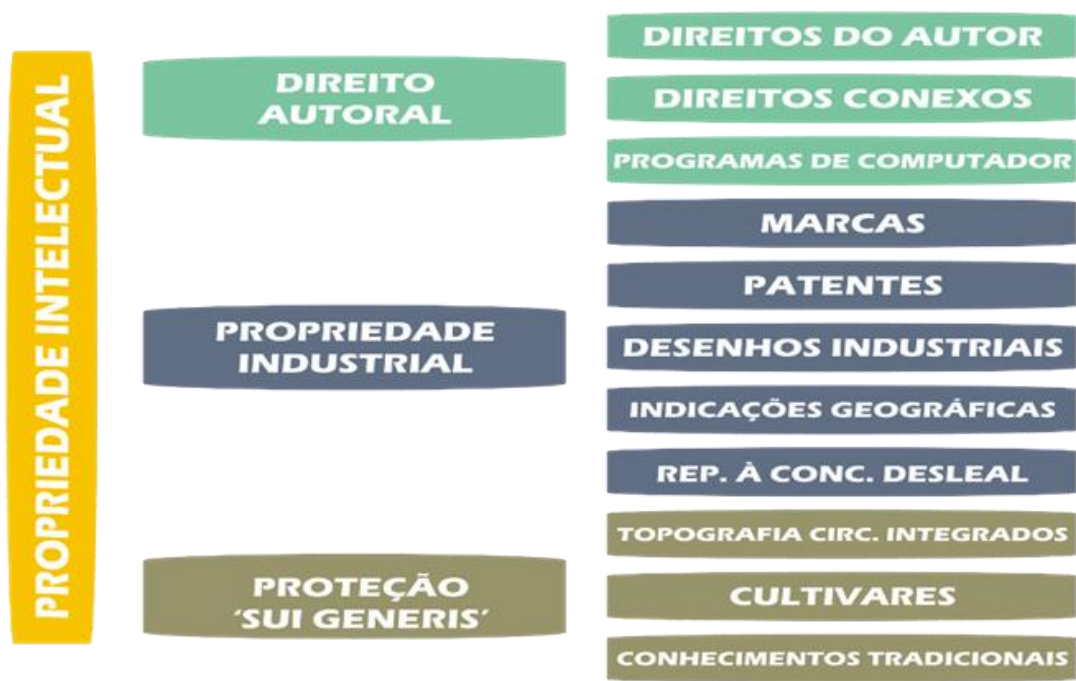 PROPRIEDADE INTELECTUAL
DIREITO
AUTORAL
DIREITOS DO AUTOR
DIREITOS CONEXOS
PROGRAMAS DE COMPUTADOR
PROPRIEDADE
INDUSTRIAL
MARCAS
PATENTES
DESENHOS INDUSTRIAIS
INDICAÇÕES GEOGRÁFICAS
REP. À CONC. DESLEAL
PROTEÇÃO
‘SUI GENERIS’
TOPOGRAFIA CIRC. INTEGRADOS
CULTIVARES
CONHECIMENTOS TRADICIONAIS